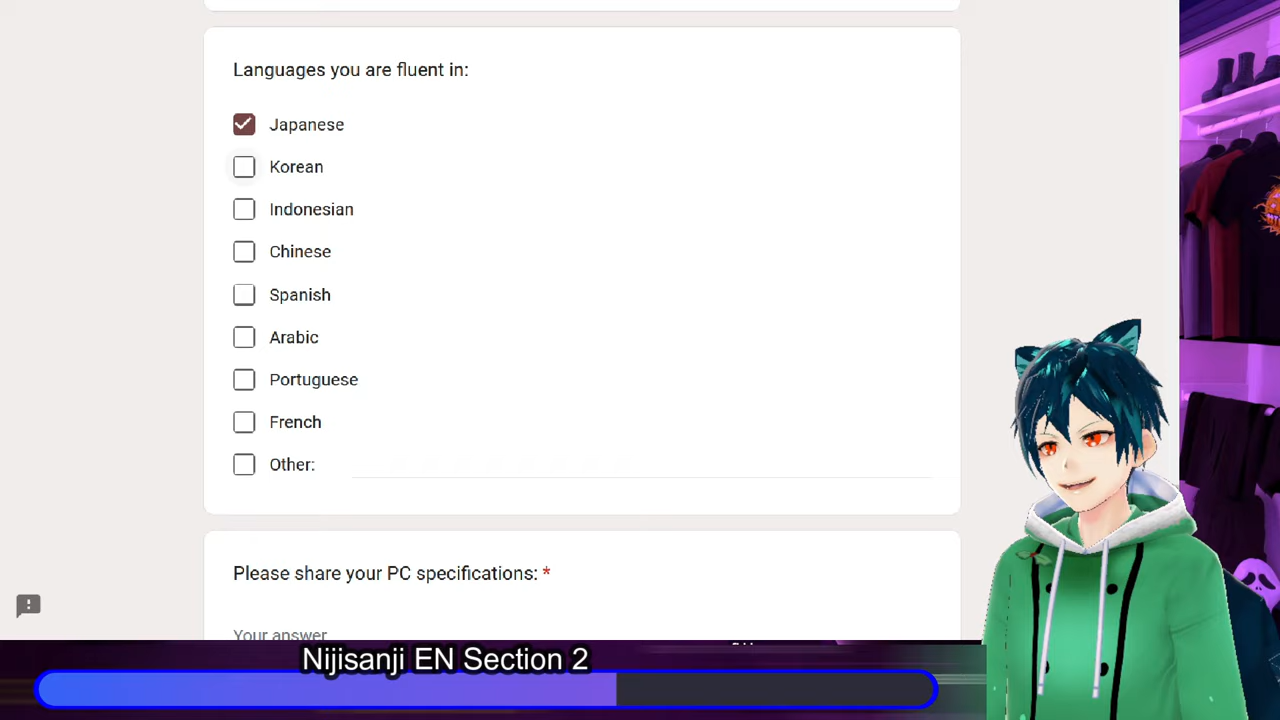 Languages you are fluent in:
Japanese
Korean
Indonesian
Chinese
Spanish
Arabic
Portuguese
French
Other:
Please share your PC specifications: *
Your answer
Nijisanji EN Section 2